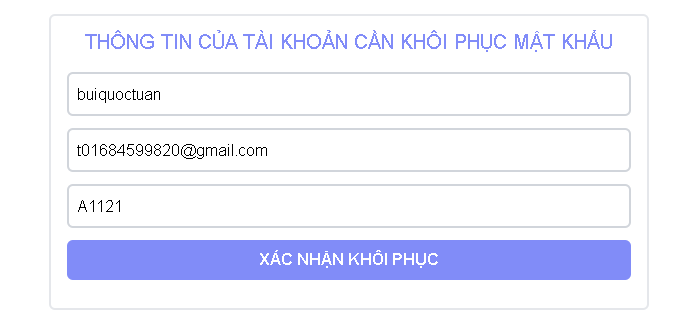 THÔNG TIN CỦA TÀI KHOẢN CẦN KHÔI PHỤC MẬT KHẨU
buiquoctuan
t01684599820@gmail.com
A1121
XÁC NHẬN KHÔI PHỤC